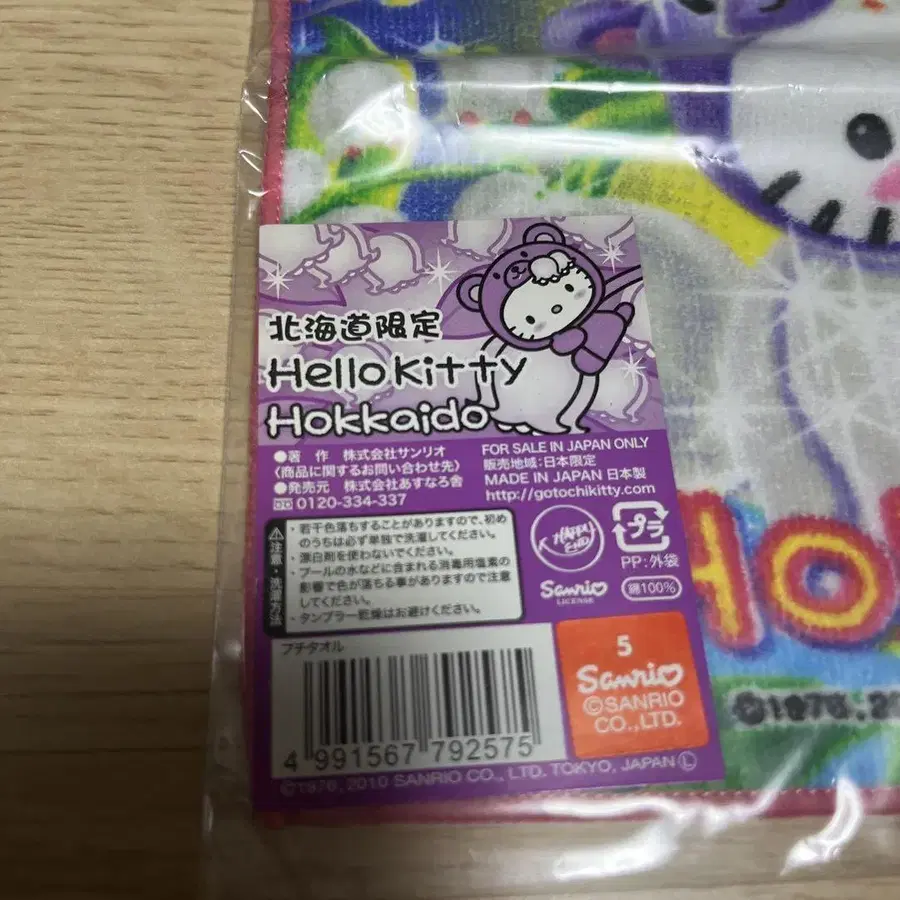 北海道限定
Hello Kitty
Hokkaido
●著 作 株式会社サンリオ
〈商品に関するお問い合わせ先〉
●発売元 株式会社あすなろ舎
0120-334-337
FOR SALE IN JAPAN ONLY
販売地域:日本限定
MADE IN JAPAN 日本製
http://gotochikitty.com
注意・洗濯方法
・若干色落ちすることがありますので、初め
のうちは必ず単独で洗濯してください。
・漂白剤を使わないでください。
・プールの水などに含まれる消毒用塩素の
影響で色が落ちる事がありますので注意
してください。
・タンブラー乾燥はお避けください。
HAPPY
END
プラ
PP:外袋
Sanrio
LICENSE
綿100%
プチタオル
4 991567 792575
5
Sanrio
©SANRIO
CO.,LTD.
©1976, 2010 SANRIO CO., LTD. TOKYO, JAPAN Ⓛ
Ho
©1976, 20